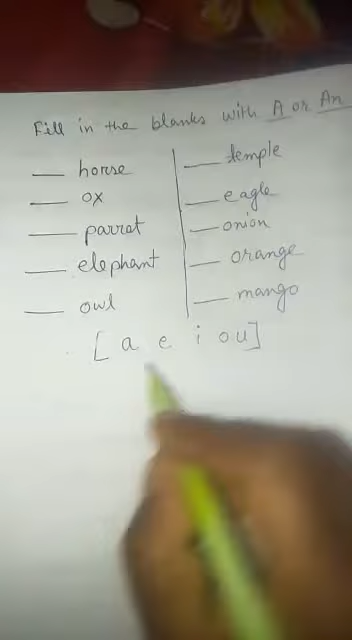 Fill in the blanks with A or An
___ horse
___ ox
___ parrot
___ elephant
___ owl
___ temple
___ eagle
___ onion
___ orange
___ mango
[ a e i o u ]